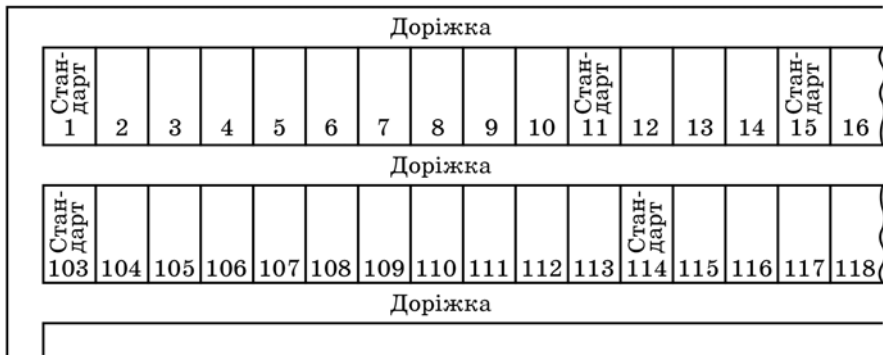 Доріжка
Стан-
дарт
1 2 3 4 5 6 7 8 9 10 Стан-
дарт
11 12 13 14 Стан-
дарт
15 16
Доріжка
Стан-
дарт
103 104 105 106 107 108 109 110 111 112 113 Стан-
дарт
114 115 116 117 118
Доріжка